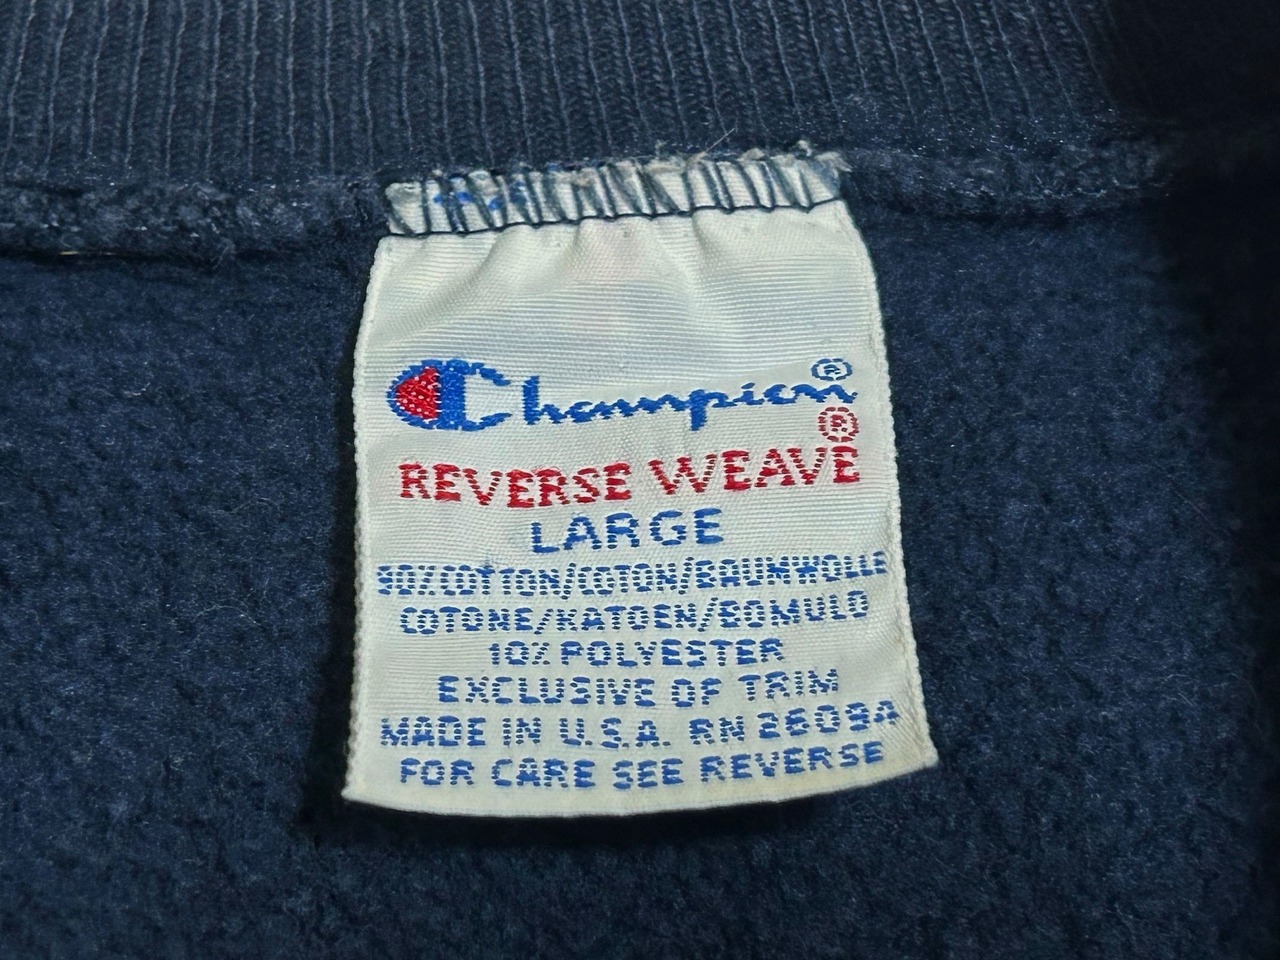 Champion®
REVERSE WEAVE®
LARGE
90% COTTON/COTON/BAUMWOLLE
COTONE/KATOEN/BOMULD
10% POLYESTER
EXCLUSIVE OF TRIM
MADE IN U.S.A. RN 26094
FOR CARE SEE REVERSE